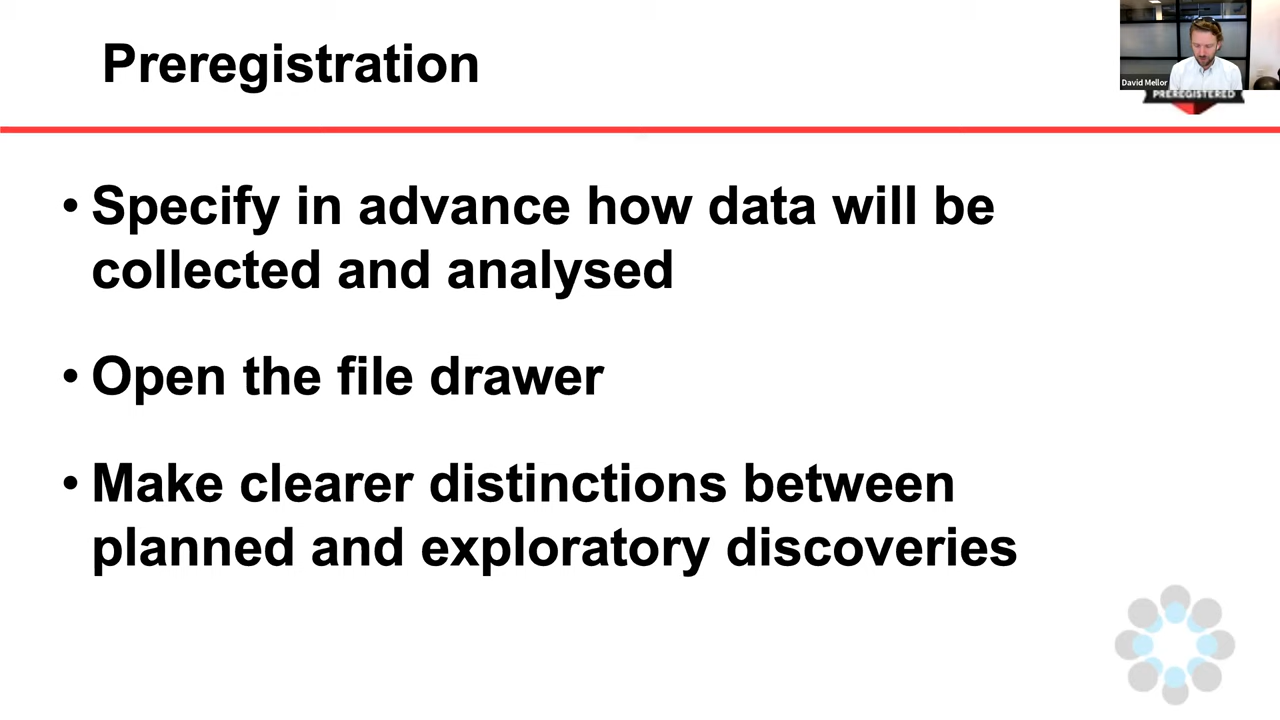 Preregistration
David Mellor
PREREGISTERED
• Specify in advance how data will be
collected and analysed
• Open the file drawer
• Make clearer distinctions between
planned and exploratory discoveries